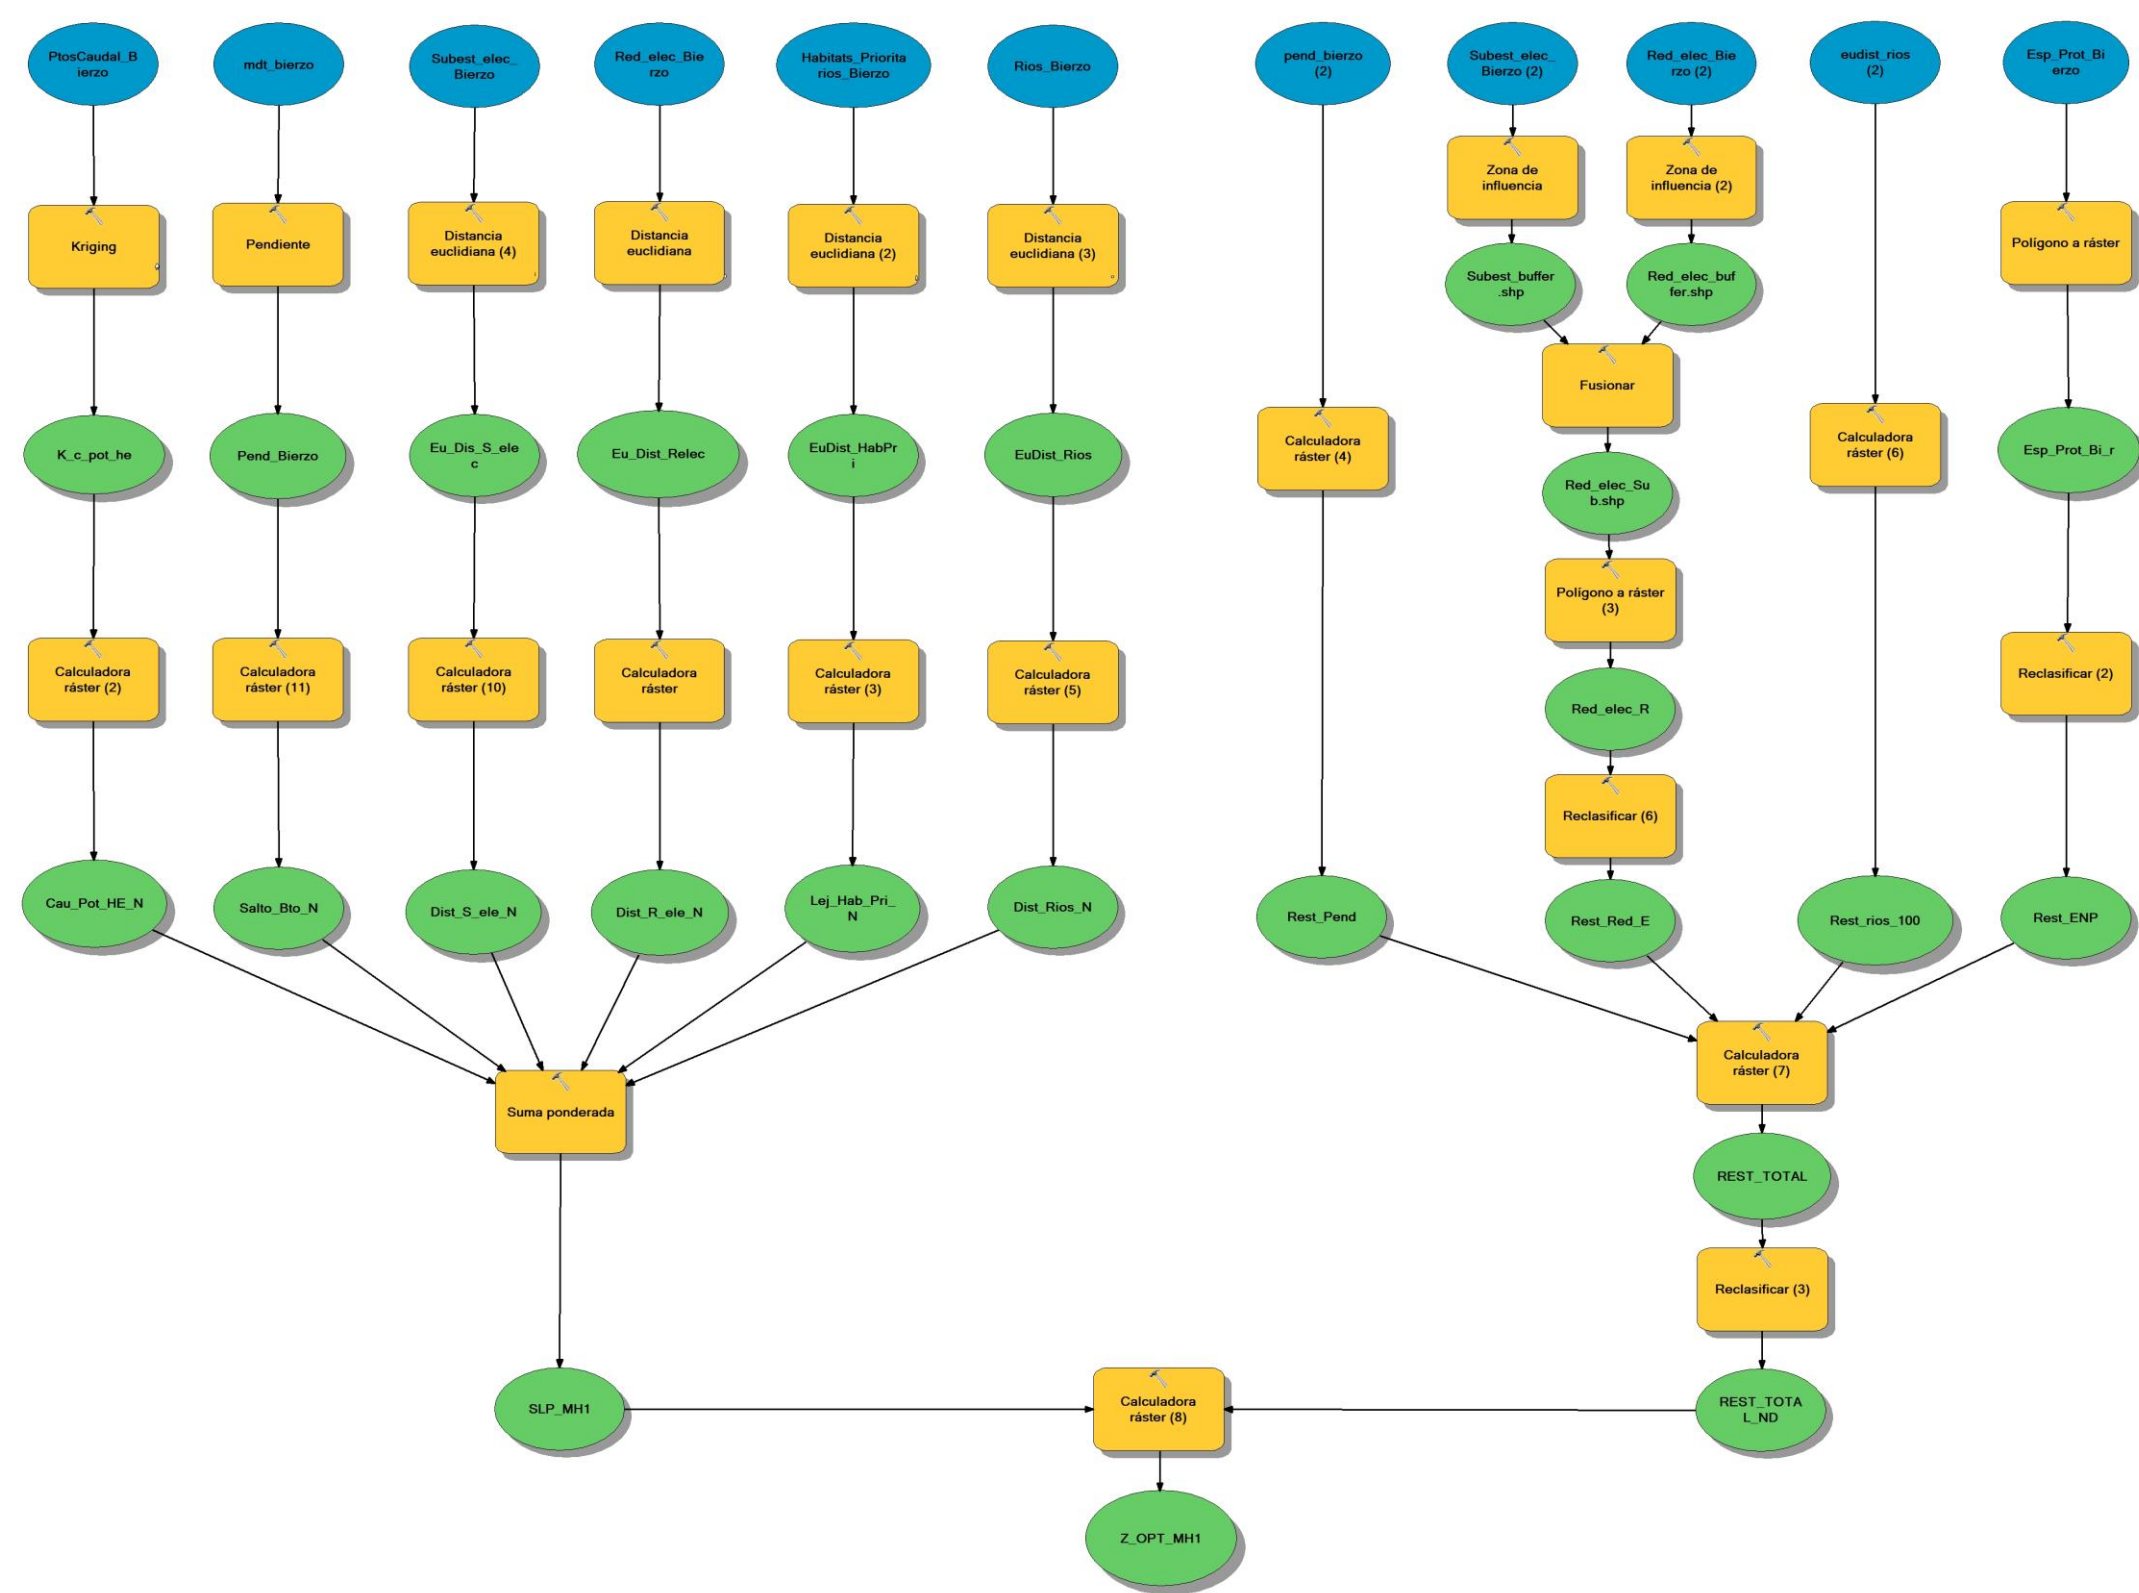 PtosCaudal_B
ierzo
mdt_bierzo
Subest_elec_
Bierzo
Red_elec_Bie
rzo
Habitats_Priorita
rios_Bierzo
Rios_Bierzo
pend_bierzo
(2)
Subest_elec_
Bierzo (2)
Red_elec_Bie
rzo (2)
eudist_rios
(2)
Esp_Prot_Bi
erzo
Zona de
influencia
Zona de
influencia (2)
Kriging
Pendiente
Distancia
euclidiana (4)
Distancia
euclidiana
Distancia
euclidiana (2)
Distancia
euclidiana (3)
Polígono a ráster
Subest_buffer
.shp
Red_elec_buf
fer.shp
Fusionar
K_c_pot_he
Pend_Bierzo
Eu_Dis_S_ele
c
Eu_Dist_Relec
EuDist_HabPr
i
EuDist_Rios
Calculadora
ráster (4)
Calculadora
ráster (6)
Esp_Prot_Bi_r
Red_elec_Su
b.shp
Polígono a ráster
(3)
Calculadora
ráster (2)
Calculadora
ráster (11)
Calculadora
ráster (10)
Calculadora
ráster
Calculadora
ráster (3)
Calculadora
ráster (5)
Reclasificar (2)
Red_elec_R
Reclasificar (6)
Cau_Pot_HE_N
Salto_Bto_N
Dist_S_ele_N
Dist_R_ele_N
Lej_Hab_Pri_
N
Dist_Rios_N
Rest_Pend
Rest_Red_E
Rest_rios_100
Rest_ENP
Calculadora
ráster (7)
Suma ponderada
REST_TOTAL
Reclasificar (3)
SLP_MH1
Calculadora
ráster (8)
REST_TOTA
L_ND
Z_OPT_MH1